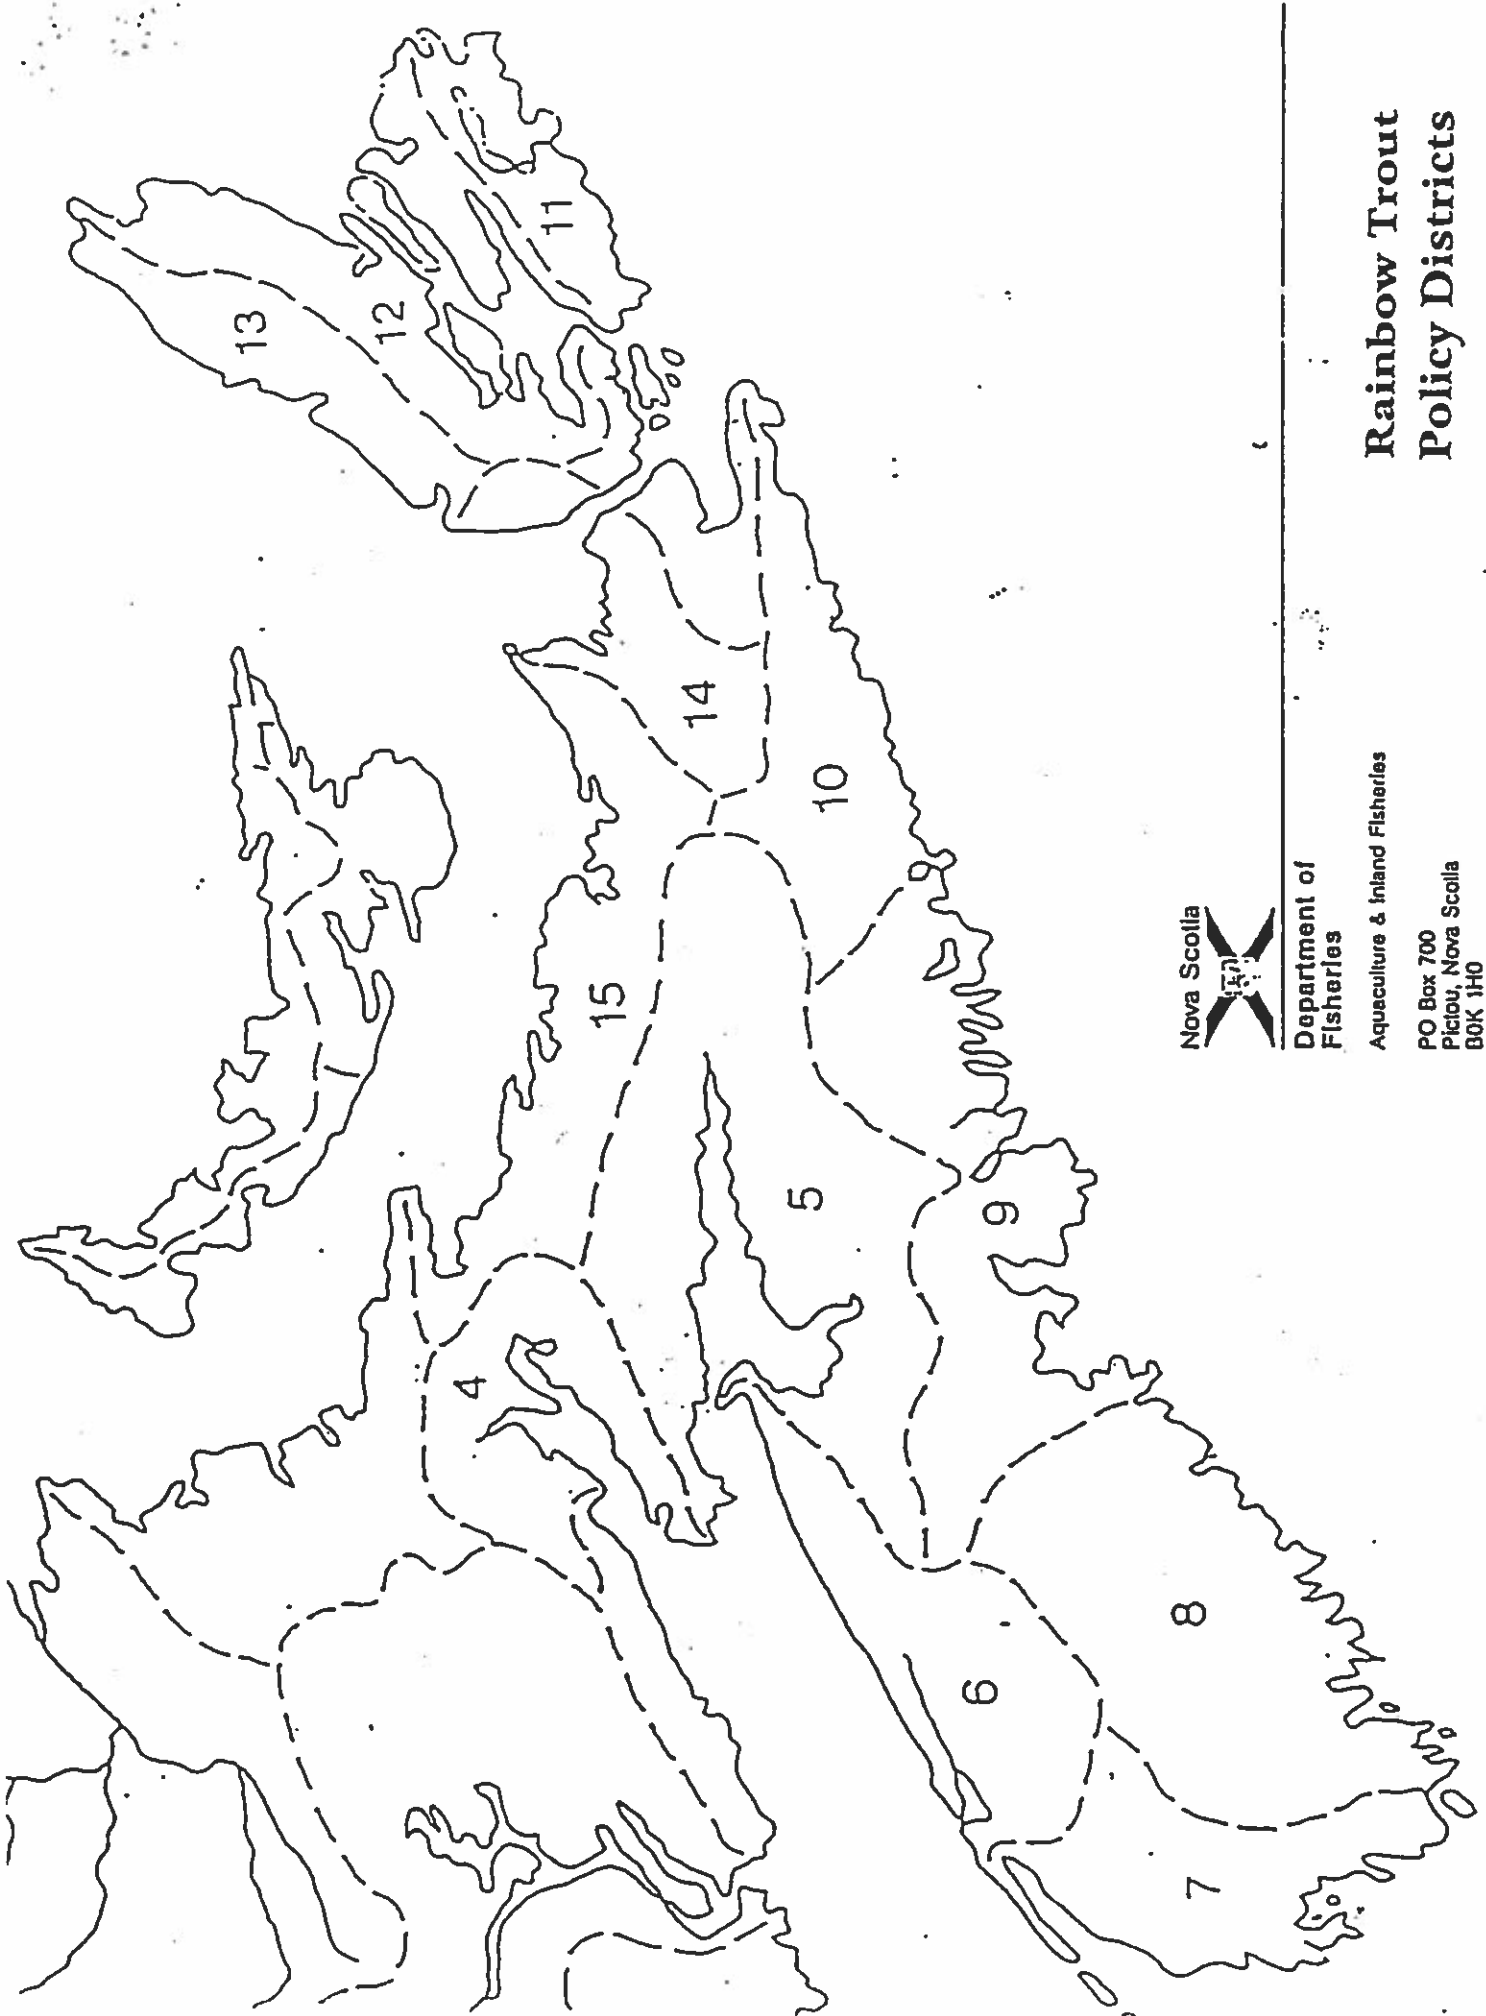 13
12
11
14
10
15
5
4
9
6
8
7
Nova Scotia
Department of
Fisheries
Aquaculture & Inland Fisheries
PO Box 700
Pictou, Nova Scotia
B0K 1H0
Rainbow Trout
Policy Districts